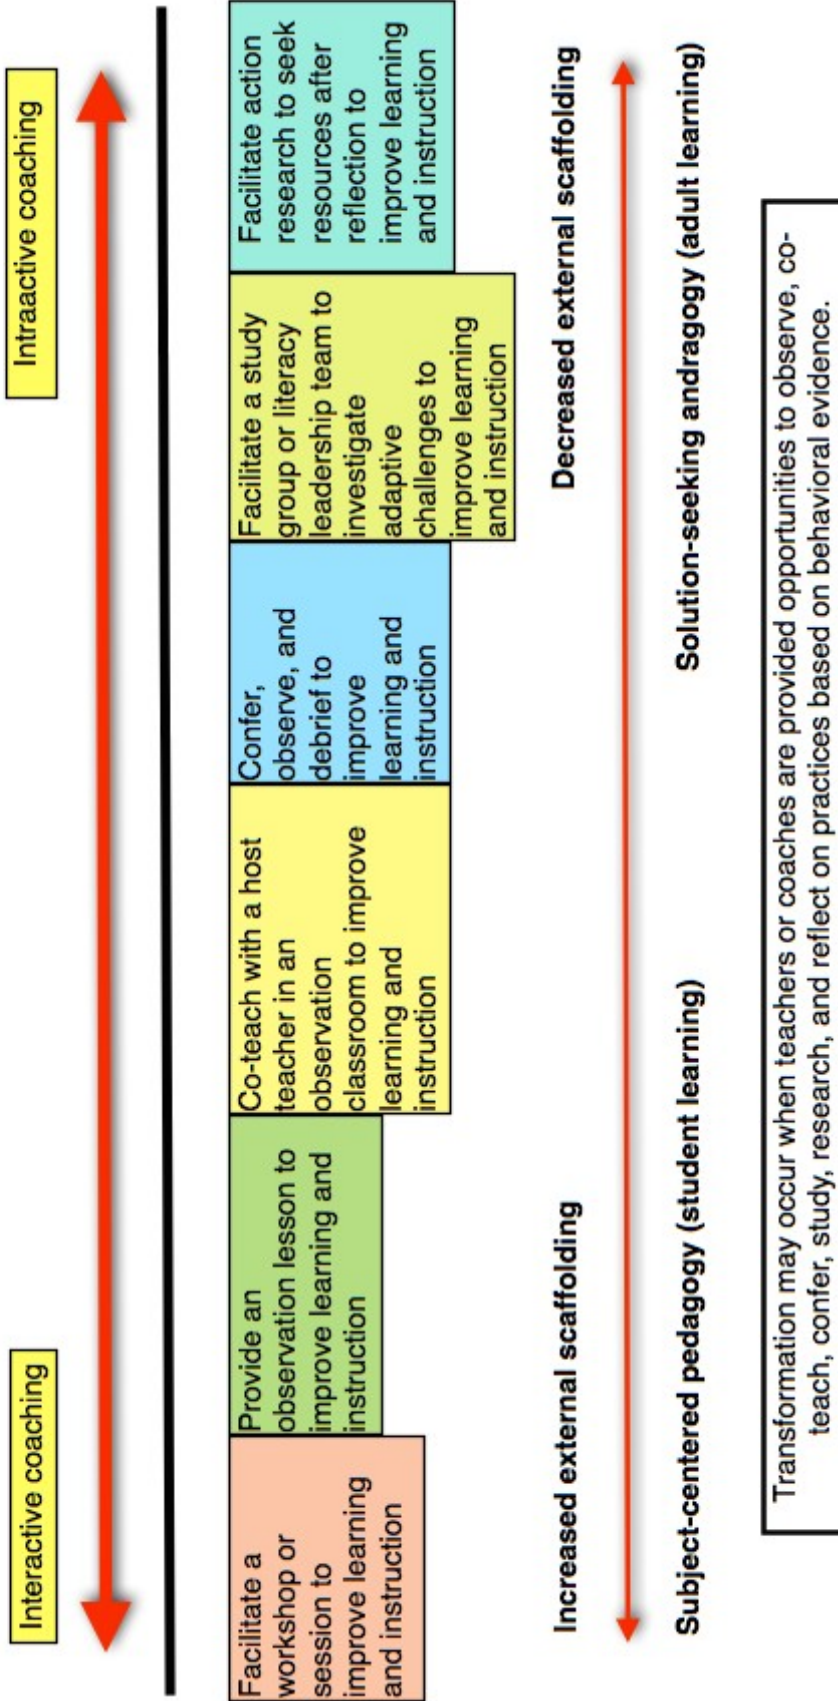 Interactive coaching
Intraactive coaching
Facilitate a
workshop or
session to
improve learning
and instruction
Provide an
observation lesson to
improve learning and
instruction
Co-teach with a host
teacher in an
observation
classroom to improve
learning and
instruction
Confer,
observe, and
debrief to
improve
learning and
instruction
Facilitate a study
group or literacy
leadership team to
investigate
adaptive
challenges to
improve learning
and instruction
Facilitate action
research to seek
resources after
reflection to
improve learning
and instruction
Increased external scaffolding
Decreased external scaffolding
Subject-centered pedagogy (student learning)
Solution-seeking andragogy (adult learning)
Transformation may occur when teachers or coaches are provided opportunities to observe, co-
teach, confer, study, research, and reflect on practices based on behavioral evidence.